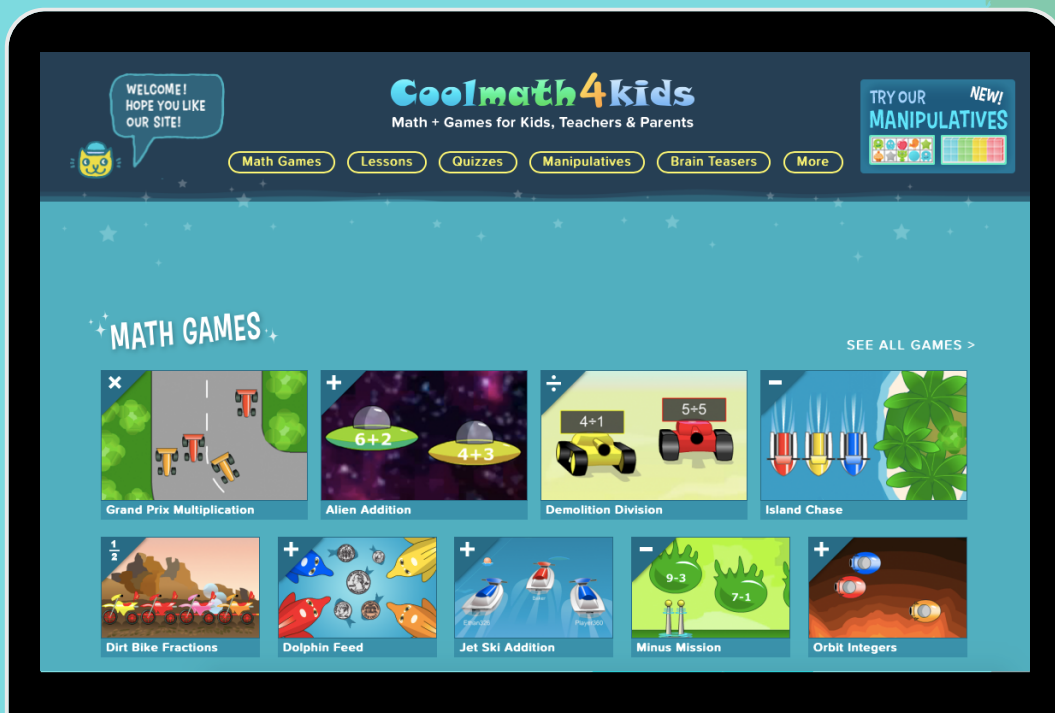 WELCOME!
HOPE YOU LIKE
OUR SITE!
Coolmath4kids
Math + Games for Kids, Teachers & Parents
TRY OUR NEW!
MANIPULATIVES
Math Games Lessons Quizzes Manipulatives Brain Teasers More
MATH GAMES
SEE ALL GAMES >
×
+
6+2
4+3
÷
4÷1
5÷5
-
Grand Prix Multiplication
Alien Addition
Demolition Division
Island Chase
1/2
+
+
-
9-3
7-1
+
Dirt Bike Fractions
Dolphin Feed
Jet Ski Addition
Minus Mission
Orbit Integers